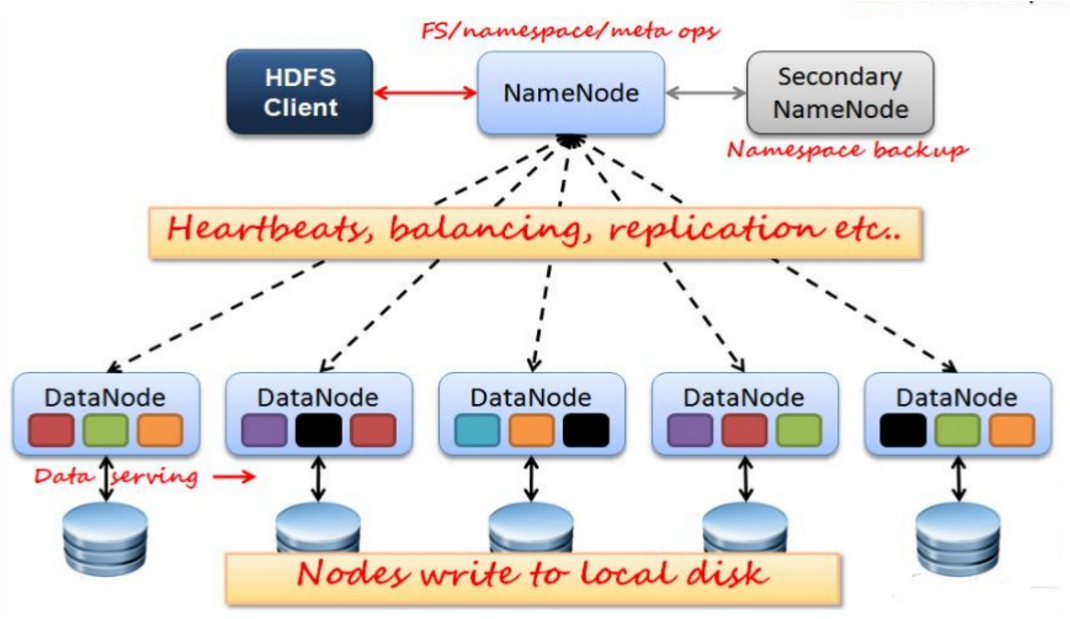 FS/namespace/meta ops
HDFS
Client
NameNode
Secondary
NameNode
Namespace backup
Heartbeats, balancing, replication etc..
DataNode
DataNode
DataNode
DataNode
DataNode
Data serving
Nodes write to local disk